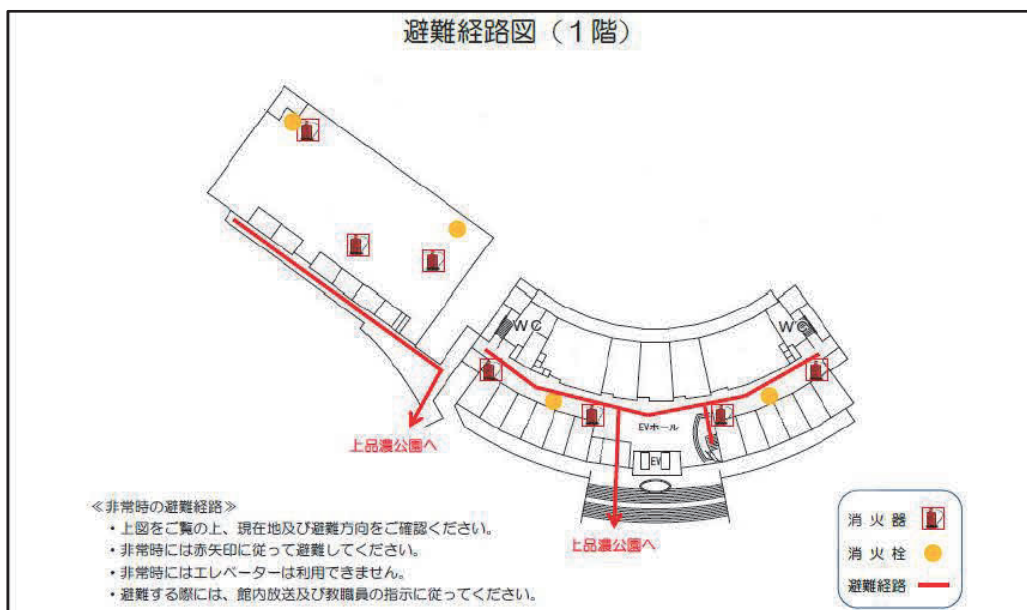 避難経路図（１階）
WC
WC
上品濃公園へ
EVホール
EV
上品濃公園へ
≪非常時の避難経路≫
・上図をご覧の上、現在地及び避難方向をご確認ください。
・非常時には赤矢印に従って避難してください。
・非常時にはエレベーターは利用できません。
・避難する際には、館内放送及び教職員の指示に従ってください。
消 火 器
消 火 栓
避難経路